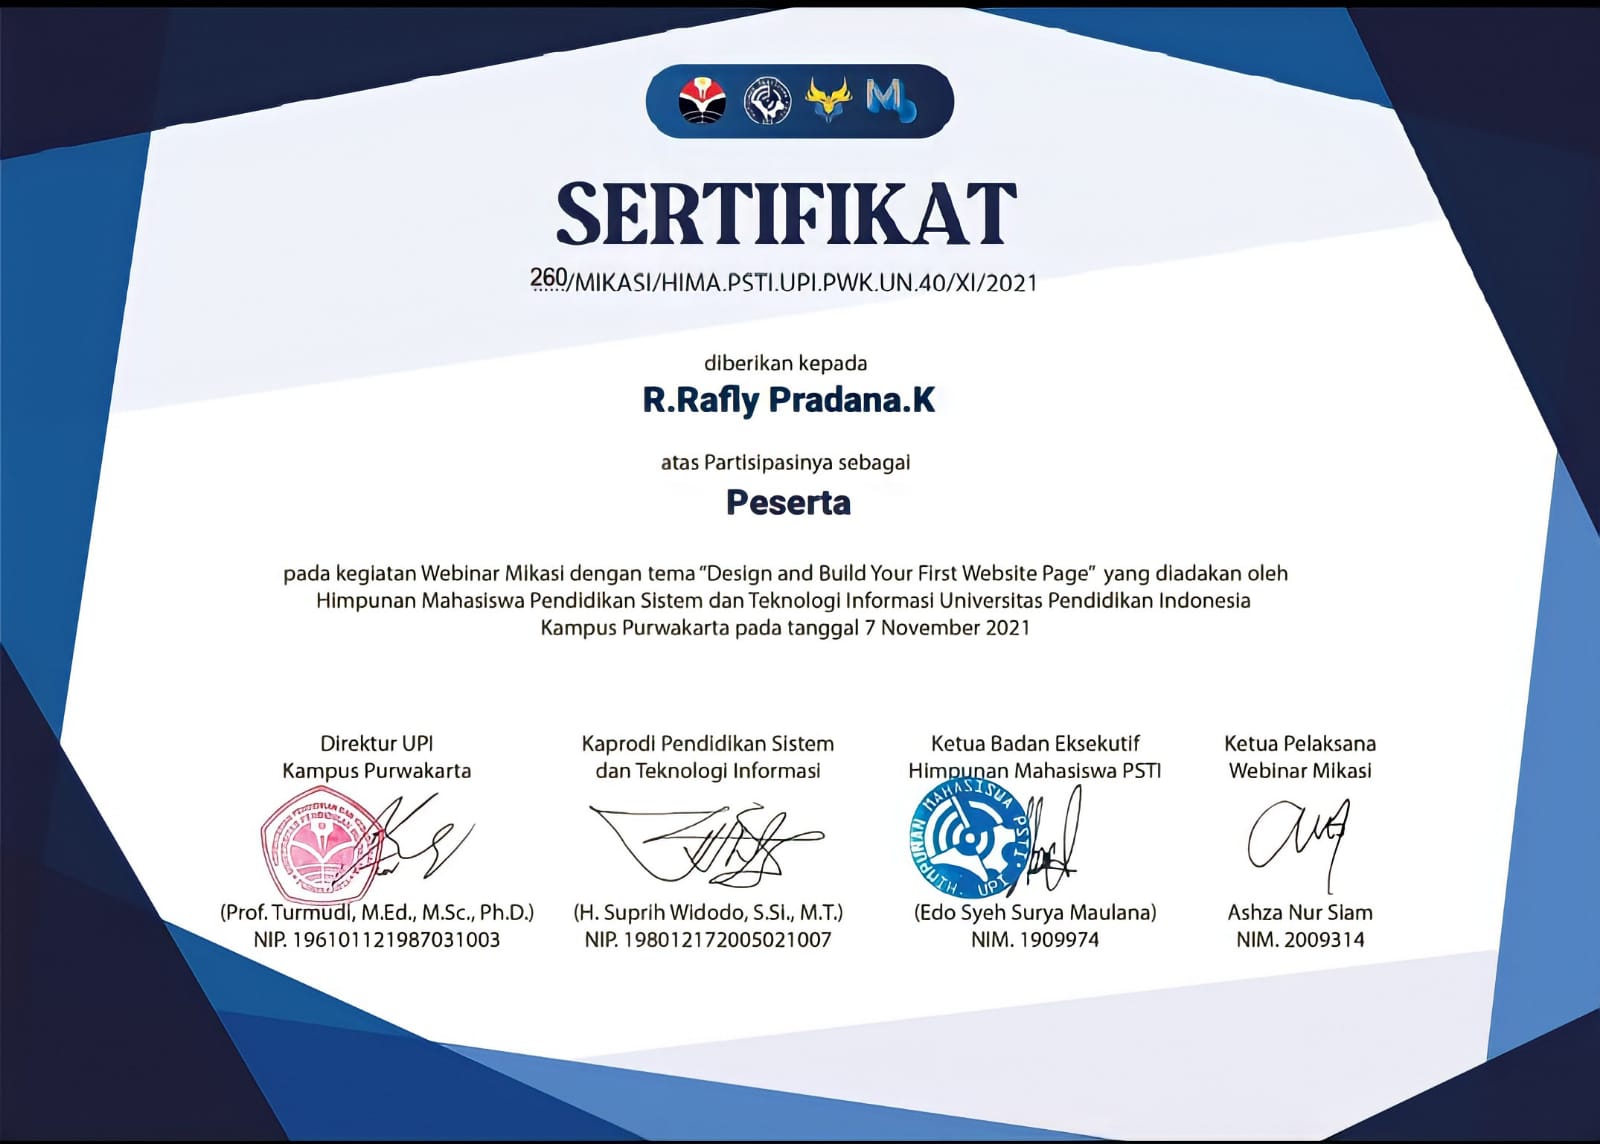 SERTIFIKAT
260/MIKASI/HIMA.PSTI.UPI.PWK.UN.40/XI/2021
diberikan kepada
R.Rafly Pradana.K
atas Partisipasinya sebagai
Peserta
pada kegiatan Webinar Mikasi dengan tema "Design and Build Your First Website Page" yang diadakan oleh
Himpunan Mahasiswa Pendidikan Sistem dan Teknologi Informasi Universitas Pendidikan Indonesia
Kampus Purwakarta pada tanggal 7 November 2021
Direktur UPI
Kampus Purwakarta
(Prof. Turmudi, M.Ed., M.Sc., Ph.D.)
NIP. 196101121987031003
Kaprodi Pendidikan Sistem
dan Teknologi Informasi
(H. Suprih Widodo, S.Si., M.T.)
NIP. 198012172005021007
Ketua Badan Eksekutif
Himpunan Mahasiswa PSTI
HIMPUNAN MAHASISWA PSTI. UPI
(Edo Syeh Surya Maulana)
NIM. 1909974
Ketua Pelaksana
Webinar Mikasi
Ashza Nur Siam
NIM. 2009314